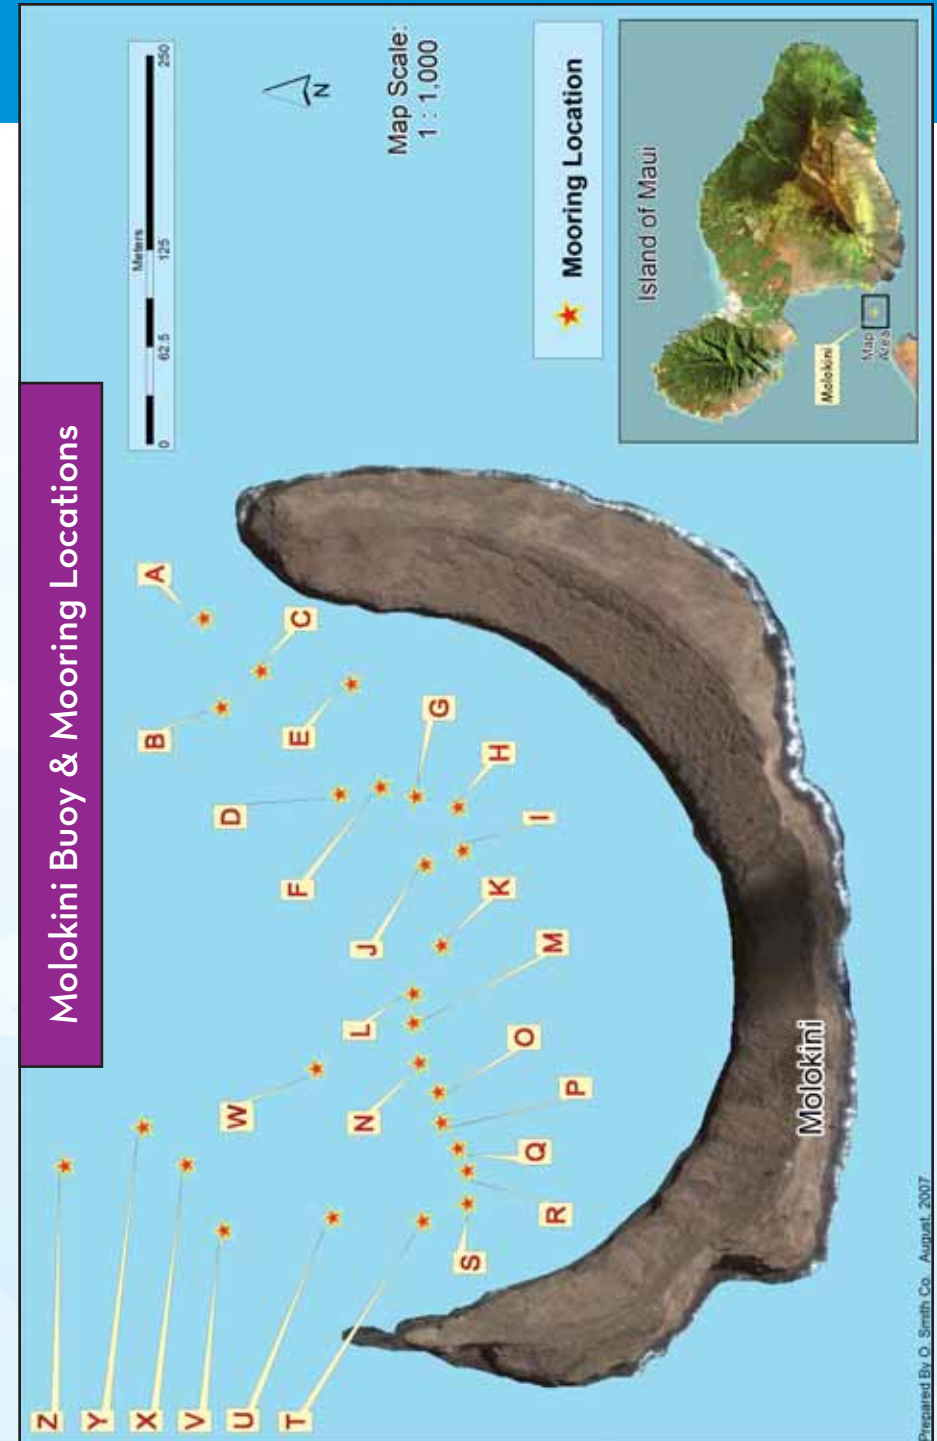 Molokini Buoy & Mooring Locations
Z
Y
X
V
U
T
W
S
R
Q
P
O
N
M
L
K
J
I
H
G
F
E
D
C
B
A
Meters
0 62.5 125 250
N
Map Scale:
1 : 1,000
Mooring Location
Island of Maui
Molokini
Map
Area
Molokini
Prepared By O. Smith Co. August, 2007